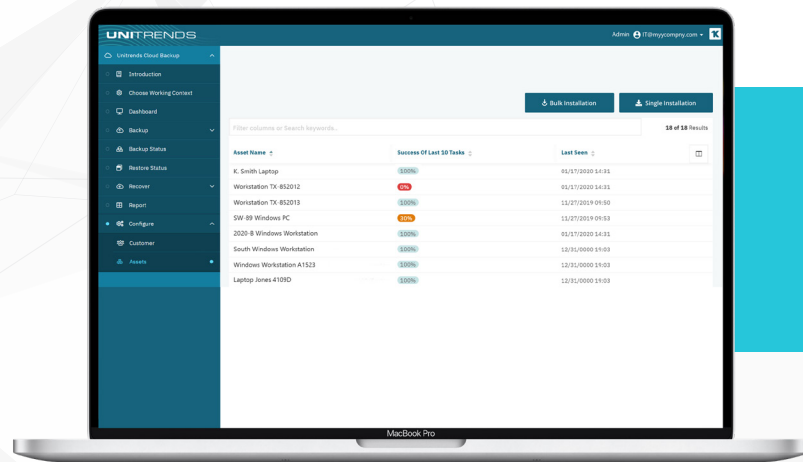 UNITRENDS
Admin IT@myycompny.com
Unitrends Cloud Backup
Introduction
Choose Working Context
Dashboard
Backup
Backup Status
Restore Status
Recover
Report
Configure
Customer
Assets
Bulk Installation
Single Installation
Filter columns or Search keywords...
18 of 18 Results
Asset Name Success Of Last 10 Tasks Last Seen
K. Smith Laptop 100% 01/17/2020 14:31
Workstation TX-852012 0% 01/17/2020 14:31
Workstation TX-852013 100% 11/27/2019 09:50
SW-89 Windows PC 20% 11/27/2019 09:53
2020-B Windows Workstation 100% 01/17/2020 14:31
South Windows Workstation 100% 12/31/0000 19:03
Windows Workstation A1523 100% 12/31/0000 19:03
Laptop Jones 4109D 100% 12/31/0000 19:03
MacBook Pro